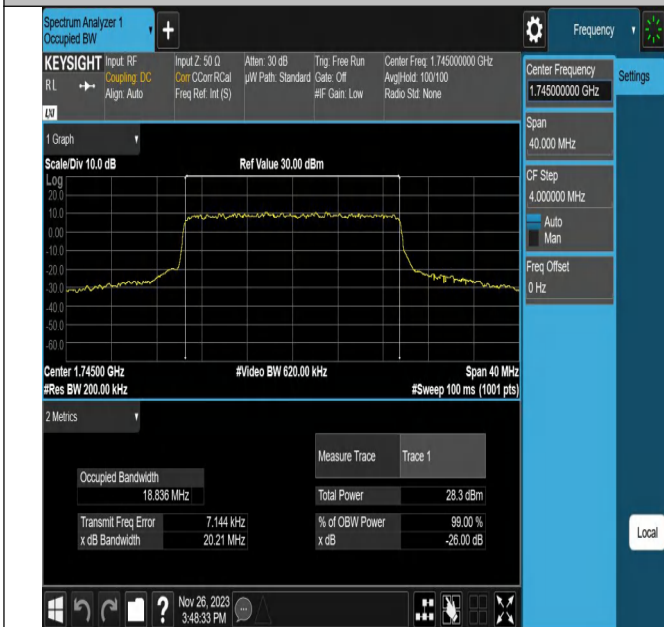 Spectrum Analyzer 1
Occupied BW
Frequency
KEYSIGHT
RL
LXI
Input: RF
Coupling: DC
Align: Auto
Input Z: 50 Ω
Corr CCorr RCal
Freq Ref: Int (S)
Atten: 30 dB
µW Path: Standard
Trig: Free Run
Gate: Off
#IF Gain: Low
Center Freq: 1.745000000 GHz
Avg|Hold: 100/100
Radio Std: None
Center Frequency
1.745000000 GHz
Settings
Span
40.000 MHz
CF Step
4.000000 MHz
Auto
Man
Freq Offset
0 Hz
1 Graph
Scale/Div 10.0 dB
Ref Value 30.00 dBm
Log
20.0
10.0
0.00
-10.0
-20.0
-30.0
-40.0
-50.0
-60.0
Center 1.74500 GHz
#Video BW 620.00 kHz
Span 40 MHz
#Res BW 200.00 kHz
#Sweep 100 ms (1001 pts)
2 Metrics
Measure Trace
Trace 1
Occupied Bandwidth
18.836 MHz
Total Power
28.3 dBm
Transmit Freq Error
7.144 kHz
% of OBW Power
99.00 %
x dB Bandwidth
20.21 MHz
x dB
-26.00 dB
Local
?
Nov 26, 2023
3:48:33 PM